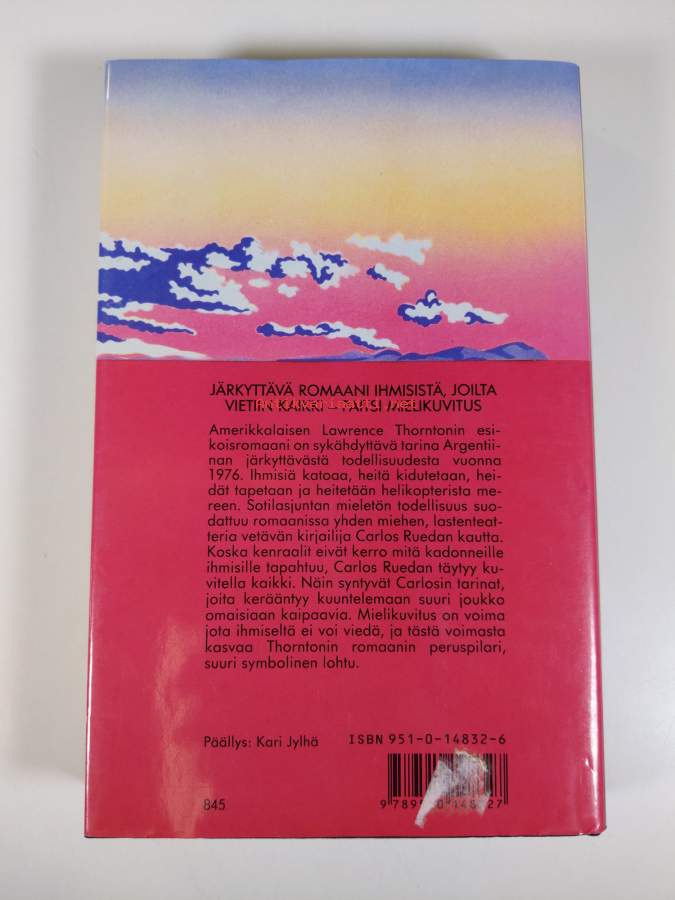 JÄRKYTTÄVÄ ROMAANI IHMISISTÄ, JOILTA
VIETIIN KAIKKI – PAITSI MIELIKUVITUS
Amerikkalaisen Lawrence Thorntonin esi-
koisromaani on sykähdyttävä tarina Argentii-
nan järkyttävästä todellisuudesta vuonna
1976. Ihmisiä katoaa, heitä kidutetaan, hei-
dät tapetaan ja heitetään helikopterista me-
reen. Sotilasjuntan mieletön todellisuus suo-
dattuu romaanissa yhden miehen, lastenteat-
teria vetävän kirjailija Carlos Ruedan kautta.
Koska kenraalit eivät kerro mitä kadonneille
ihmisille tapahtuu, Carlos Ruedan täytyy ku-
vitella kaikki. Näin syntyvät Carlosin tarinat,
joita kerääntyy kuuntelemaan suuri joukko
omaisiaan kaipaavia. Mielikuvitus on voima
jota ihmiseltä ei voi viedä, ja tästä voimasta
kasvaa Thorntonin romaanin peruspilari,
suuri symbolinen lohtu.
Päällys: Kari Jylhä
ISBN 951-0-14832-6
845